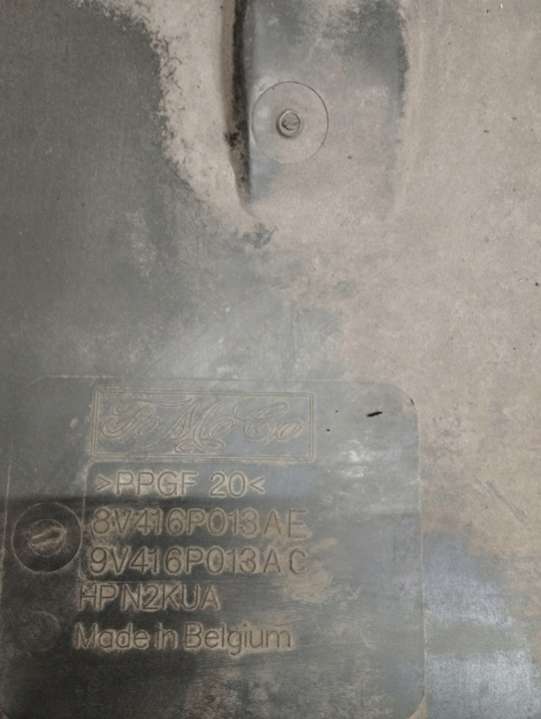 FoMoCo
>PPGF 20<
8V416P013AE
9V416P013AC
HPN2KUA
Made in Belgium